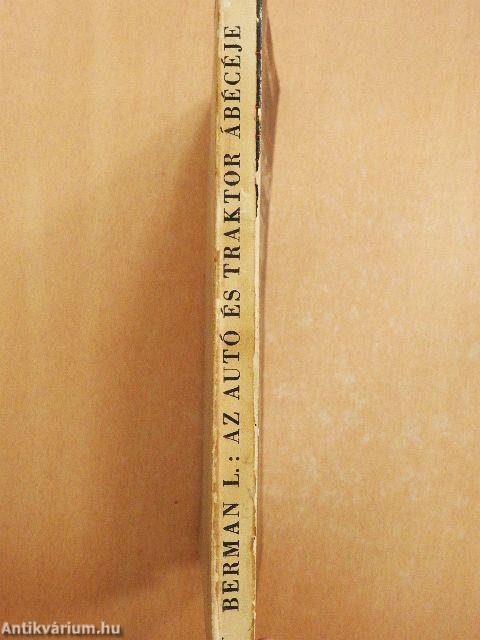 BERMAN L.: AZ AUTÓ ÉS TRAKTOR ÁBÉCÉJE
Antikvárium.hu